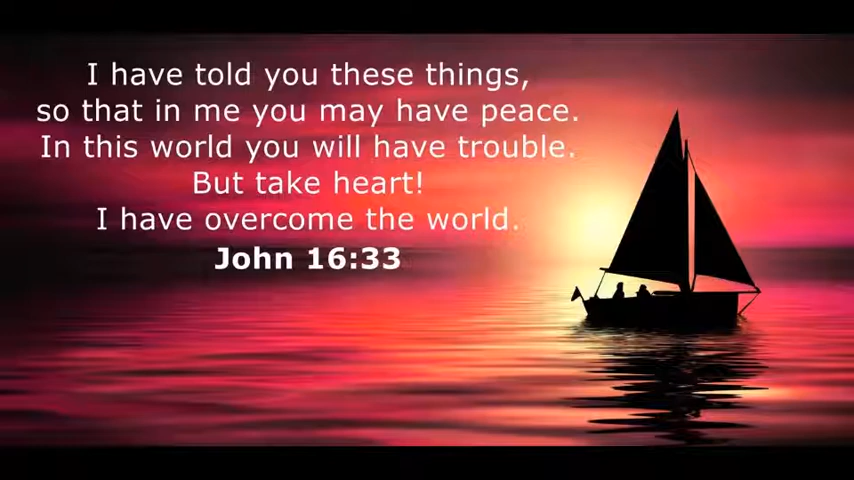 I have told you these things,
so that in me you may have peace.
In this world you will have trouble.
But take heart!
I have overcome the world.
John 16:33